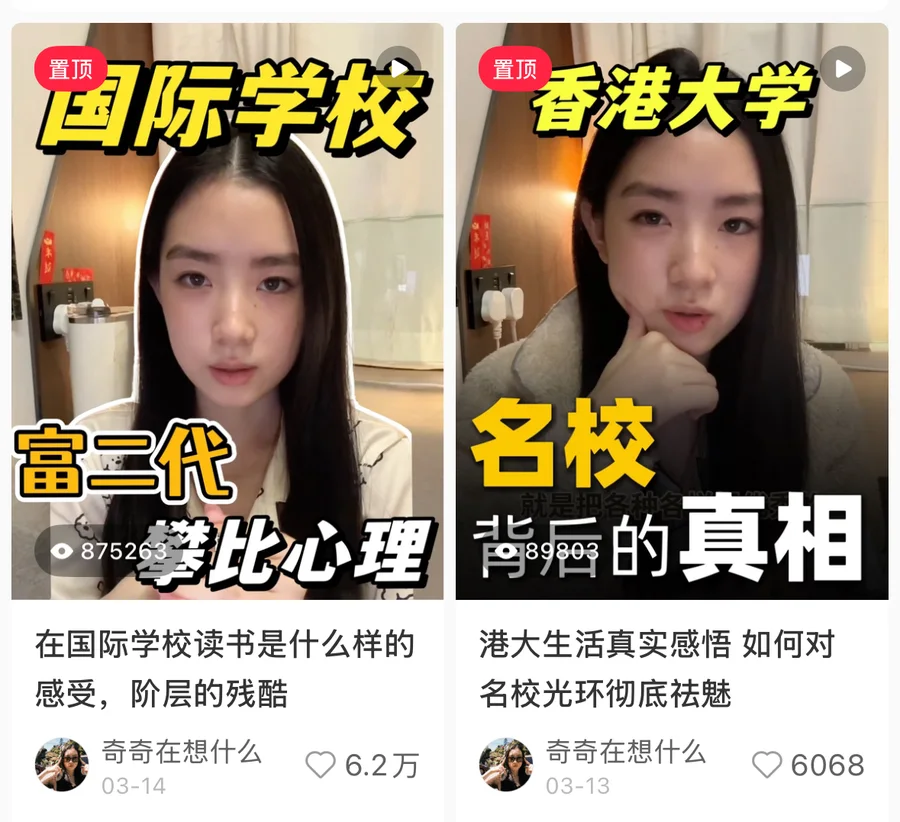 置顶
国际学校
富二代
攀比心理
875263
在国际学校读书是什么样的
感受，阶层的残酷
奇奇在想什么
03-14
6.2万
置顶
香港大学
名校
背后的真相
89803
港大生活真实感悟 如何对
名校光环彻底祛魅
奇奇在想什么
03-13
6068